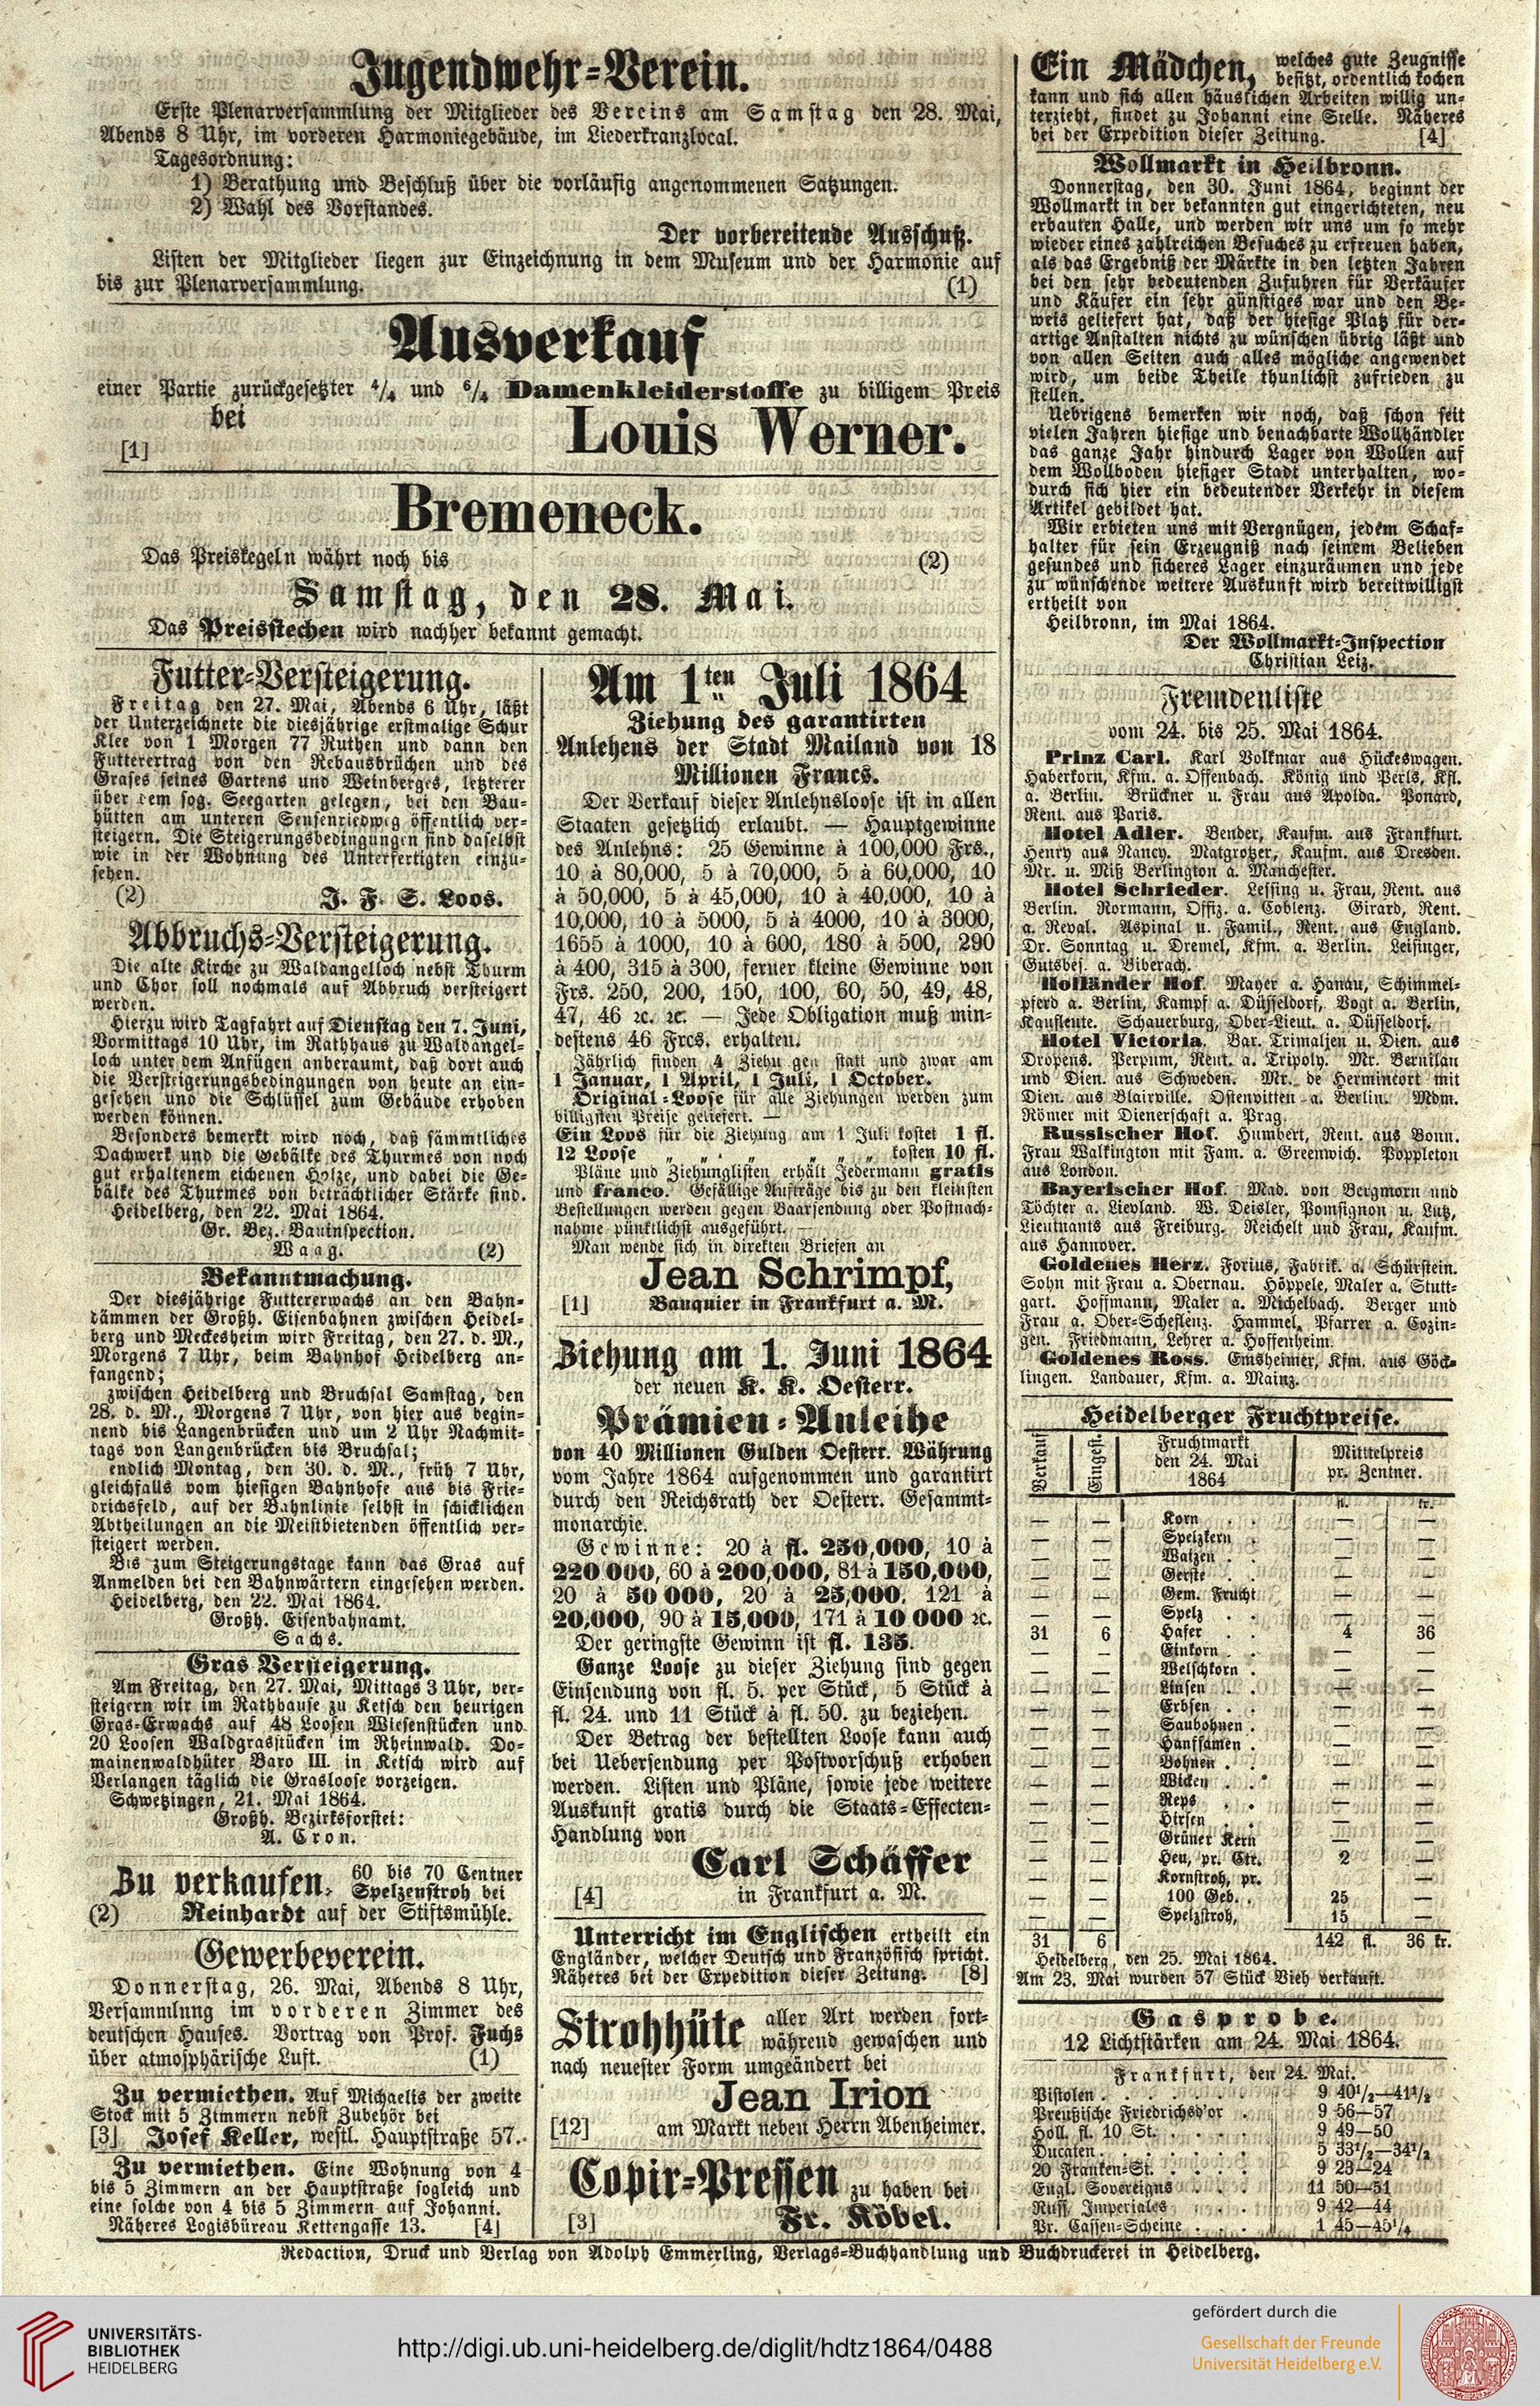 Jugendwehr-Verein.
Erste Plenarversammlung der Mitglieder des Vereins am Samstag den 28. Mai,
Abends 8 Uhr, im vorderen Harmoniegebäude, im Liederkranzlocal.
Tagesordnung:
1) Berathung und Beschluß über die vorläufig angenommenen Satzungen.
2) Wahl des Vorstandes.
Der vorbereitende Ausschuß.
Listen der Mitglieder liegen zur Einzeichnung in dem Museum und der Harmonie auf
bis zur Plenarversammlung. (1)
Ausverkauf
einer Partie zurückgesetzter 4/4 und 6/4 Damenkleiderstoffe zu billigem Preis
bei
[1] Louis Werner.
Bremeneck.
Das Preiskegeln währt noch bis (2)
Samstag, den 28. Mai.
Das Preisstechen wird nachher bekannt gemacht.
Futter-Versteigerung.
Freitag den 27. Mai, Abends 6 Uhr, läßt
der Unterzeichnete die diesjährige erstmalige Schur
Klee von 1 Morgen 77 Ruthen und dann den
Futterertrag von den Rebausbrüchen und des
Grases seines Gartens und Weinberges, letzterer
über dem sog. Seegarten gelegen, bei den Bau-
hütten am unteren Sensenriedweg öffentlich ver-
steigern. Die Steigerungsbedingungen sind daselbst
wie in der Wohnung des Unterfertigten einzu-
sehen.
(2) J. F. S. Loos.
Abbruchs-Versteigerung.
Die alte Kirche zu Waldangelloch nebst Thurm
und Chor soll nochmals auf Abbruch versteigert
werden.
Hierzu wird Tagfahrt auf Dienstag den 7. Juni,
Vormittags 10 Uhr, im Rathhaus zu Waldangel-
loch unter dem Anfügen anberaumt, daß dort auch
die Versteigerungsbedingungen von heute an ein-
gesehen und die Schlüssel zum Gebäude erhoben
werden können.
Besonders bemerkt wird noch, daß sämmtliches
Dachwerk und die Gebälke des Thurmes von noch
gut erhaltenem eichenen Holze, und dabei die Ge-
bälke des Thurmes von beträchtlicher Stärke sind.
Heidelberg, den 22. Mai 1864.
Gr. Bez.-Bauinspection.
Waag. (2)
Bekanntmachung.
Der diesjährige Futtererwachs an den Bahn-
dämmen der Großh. Eisenbahnen zwischen Heidel-
berg und Meckesheim wird Freitag, den 27. d. M.,
Morgens 7 Uhr, beim Bahnhof Heidelberg an-
fangend;
zwischen Heidelberg und Bruchsal Samstag, den
28. d. M., Morgens 7 Uhr, von hier aus begin-
nend bis Langenbrücken und um 2 Uhr Nachmit-
tags von Langenbrücken bis Bruchsal;
endlich Montag, den 30. d. M., früh 7 Uhr,
gleichfalls vom hiesigen Bahnhofe aus bis Frie-
drichsfeld, auf der Bahnlinie selbst in schicklichen
Abtheilungen an die Meistbietenden öffentlich ver-
steigert werden.
Bis zum Steigerungstage kann das Gras auf
Anmelden bei den Bahnwärtern eingesehen werden.
Heidelberg, den 22. Mai 1864.
Großh. Eisenbahnamt.
Sachs.
Gras Versteigerung.
Am Freitag, den 27. Mai, Mittags 3 Uhr, ver-
steigern wir im Rathhause zu Ketsch den heurigen
Gras-Erwachs auf 48 Loosen Wiesenstücken und
20 Loosen Waldgrasstücken im Rheinwald. Do-
mainenwaldhüter Baro III. in Ketsch wird auf
Verlangen täglich die Grasloose vorzeigen.
Schwetzingen, 21. Mai 1864.
Großh. Bezirksforstei:
A. Cron.
Zu verkaufen, 60 bis 70 Centner
Spelzenstroh bei
(2) Reinhardt auf der Stiftsmühle.
Gewerbeverein.
Donnerstag, 26. Mai, Abends 8 Uhr,
Versammlung im vorderen Zimmer des
deutschen Hauses. Vortrag von Prof. Fuchs
über atmosphärische Luft. (1)
Zu vermiethen. Auf Michaelis der zweite
Stock mit 5 Zimmern nebst Zubehör bei
[3] Josef Keller, westl. Hauptstraße 57.
Zu vermiethen. Eine Wohnung von 4
bis 5 Zimmern an der Hauptstraße sogleich und
eine solche von 4 bis 5 Zimmern auf Johanni.
Näheres Logisbüreau Kettengasse 13. [4]
Am 1ten Juli 1864
Ziehung des garantirten
Anlehens der Stadt Mailand von 18
Millionen Francs.
Der Verkauf dieser Anlehnsloose ist in allen
Staaten gesetzlich erlaubt. — Hauptgewinne
des Anlehns: 25 Gewinne à 100,000 Frs.,
10 à 80,000, 5 à 70,000, 5 à 60,000, 10
à 50,000, 5 à 45,000, 10 à 40,000, 10 à
10,000, 10 à 5000, 5 à 4000, 10 à 3000,
1655 à 1000, 10 à 600, 180 à 500, 290
à 400, 315 à 300, ferner kleine Gewinne von
Frs. 250, 200, 150, 100, 60, 50, 49, 48,
47, 46 ꝛc. ꝛc. — Jede Obligation muß min-
destens 46 Frcs. erhalten.
Jährlich finden 4 Ziehungen statt und zwar am
1 Januar, 1 April, 1 Juli, 1 October.
Original-Loose für alle Ziehungen werden zum
billigsten Preise geliefert. —
Ein Loos für die Ziehung am 1 Juli kostet 1 fl.
12 Loose „ „ „ „ „ „ kosten 10 fl.
Pläne und Ziehunglisten erhält Jedermann gratis
und franco. Gefällige Aufträge bis zu den kleinsten
Bestellungen werden gegen Baarsendung oder Postnach-
nahme pünktlichst ausgeführt. —
Man wende sich in direkten Briefen an
Jean Schrimpf,
[1] Banquier in Frankfurt a. M.
Ziehung am 1. Juni 1864
der neuen K. K. Oesterr.
Prämien-Anleihe
von 40 Millionen Gulden Oesterr. Währung
vom Jahre 1864 aufgenommen und garantirt
durch den Reichsrath der Oesterr. Gesammt-
monarchie.
Gewinne: 20 à fl. 250,000, 10 à
220 000, 60 à 200,000, 81 à 150,000,
20 à 50 000, 20 à 25,000, 121 à
20,000, 90 à 15,000, 171 à 10 000 ꝛc.
Der geringste Gewinn ist fl. 135.
Ganze Loose zu dieser Ziehung sind gegen
Einsendung von fl. 5. per Stück, 5 Stück à
fl. 24. und 11 Stück à fl. 50. zu beziehen.
Der Betrag der bestellten Loose kann auch
bei Uebersendung per Postvorschuß erhoben
werden. Listen und Pläne, sowie jede weitere
Auskunft gratis durch die Staats-Effecten-
Handlung von
Carl Schäffer
[4] in Frankfurt a. M.
Unterricht im Englischen ertheilt ein
Engländer, welcher Deutsch und Französisch spricht.
Näheres bei der Expedition dieser Zeitung. [8]
Strohhüte aller Art werden fort-
während gewaschen und
nach neuester Form umgeändert bei
Jean Irion
[12] am Markt neben Herrn Abenheimer.
Copir-Pressen zu haben bei
[3] Fr. Köbel.
Ein Mädchen, welches gute Zeugnisse
besitzt, ordentlich kochen
kann und sich allen häuslichen Arbeiten willig un-
terzieht, findet zu Johanni eine Stelle. Näheres
bei der Expedition dieser Zeitung. [4]
Wollmarkt in Heilbronn.
Donnerstag, den 30. Juni 1864, beginnt der
Wollmarkt in der bekannten gut eingerichteten, neu
erbauten Halle, und werden wir uns um so mehr
wieder eines zahlreichen Besuches zu erfreuen haben,
als das Ergebniß der Märkte in den letzten Jahren
bei den sehr bedeutenden Zufuhren für Verkäufer
und Käufer ein sehr günstiges war und den Be-
weis geliefert hat, daß der hiesige Platz für der-
artige Anstalten nichts zu wünschen übrig läßt und
von allen Seiten auch alles mögliche angewendet
wird, um beide Theile thunlichst zufrieden zu
stellen.
Uebrigens bemerken wir noch, daß schon seit
vielen Jahren hiesige und benachbarte Wollhändler
das ganze Jahr hindurch Lager von Wollen auf
dem Wollboden hiesiger Stadt unterhalten, wo-
durch sich hier ein bedeutender Verkehr in diesem
Artikel gebildet hat.
Wir erbieten uns mit Vergnügen, jedem Schaf-
halter für sein Erzeugniß nach seinem Belieben
gesundes und sicheres Lager einzuräumen und jede
zu wünschende weitere Auskunft wird bereitwilligst
ertheilt von
Heilbronn, im Mai 1864.
Der Wollmarkt-Inspection
Christian Leiz.
Fremdenliste
vom 24. bis 25. Mai 1864.
Prinz Carl. Karl Volkmar aus Hückeswagen.
Haberkorn, Kfm. a. Offenbach. König und Perls, Kfl.
a. Berlin. Brückner u. Frau aus Apolda. Ponard,
Rent. aus Paris.
Hotel Adler. Bender, Kaufm. aus Frankfurt.
Henry aus Nancy. Matgrotzer, Kaufm. aus Dresden.
Mr. u. Miß Berlington a. Manchester.
Hotel Schrieder. Lessing u. Frau, Rent. aus
Berlin. Normann, Offiz. a. Coblenz. Girard, Rent.
a. Reval. Aspinal u. Famil., Rent. aus England.
Dr. Sonntag u. Dremel, Kfm. a. Berlin. Leisinger,
Gutsbes. a. Biberach.
Holländer Hof. Mayer a. Hanau, Schimmel-
pferd a. Berlin, Kampf a. Düsseldorf, Vogt a. Berlin,
Kaufleute. Schauerburg, Ober-Lieut. a. Düsseldorf.
Hotel Victoria. Bar. Trimaljen u. Dien. aus
Dropens. Perpum, Rent. a. Tripoly. Mr. Bernilan
und Dien. aus Schweden. Mr. de Hermincort mit
Dien. aus Blairville. Ostenvitten a. Berlin. Mdm.
Römer mit Dienerschaft a. Prag.
Russischer Hof. Humbert, Rent. aus Bonn.
Frau Walkington mit Fam. a. Greenwich. Poppleton
aus London.
Bayerischer Hof. Mad. von Bergmorn und
Töchter a. Lievland. W. Deisler, Pomsignon u. Lutz,
Lieutnants aus Freiburg. Reichelt und Frau, Kaufm.
aus Hannover.
Goldenes Herz. Forius, Fabrik. a. Schürstein.
Sohn mit Frau a. Obernau. Höppele, Maler a. Stutt-
gart. Hoffmann, Maler a. Michelbach. Berger und
Frau a. Ober-Scheflenz. Hammel, Pfarrer a. Cozin-
gen. Friedmann, Lehrer a. Hoffenheim.
Goldenes Ross. Emsheimer, Kfm. aus Göck-
lingen. Landauer, Kfm. a. Mainz.
Heidelberger Fruchtpreise.
Verkauf Eingest. Fruchtmarkt den 24. Mai 1864 Mittelpreis pr. Zentner.
fl. kr.
— — Korn . . — —
— — Spelzkern . — —
— — Waizen . . — —
— — Gerste . . — —
— — Gem. Frucht — —
— — Spelz . . — —
31 6 Hafer . . 4 36
— — Einkorn . . — —
— — Welschkorn . — —
— — Linsen . . — —
— — Erbsen . . — —
— — Saubohnen . — —
— — Hanfsamen . — —
— — Bohnen . . — —
— — Wicken . . — —
— — Reps . . — —
— — Hirsen . . — —
— — Grüner Kern — —
— — Heu, pr. Ctr. 2 —
— — Kornstroh, pr.
— — 100 Geb. . 25 —
— — Spelzstroh, 15 —
31 6 142 fl. 36 kr.
Heidelberg, den 25. Mai 1864.
Am 23. Mai wurden 57 Stück Vieh verkauft.
Gasprobe.
12 Lichtstärken am 24. Mai 1864.
Frankfurt, den 24. Mai.
Pistolen . . . . . 9 40½—41½
Preußische Friedrichsd'or . 9 56—57
Holl. fl. 10 St. . . . . 9 49—50
Ducaten . . . . . 5 33½—34½
20 Franken-St. . . . . 9 23—24
Engl. Sovereigns . . . 11 50—51
Russ. Imperiales . . . 9 42—44
Pr. Cassen-Scheine . . . 1 45—45¼
Redaction, Druck und Verlag von Adolph Emmerling, Verlags-Buchhandlung und Buchdruckerei in Heidelberg.
UNIVERSITÄTS-
BIBLIOTHEK
HEIDELBERG
http://digi.ub.uni-heidelberg.de/diglit/hdtz1864/0488
gefördert durch die
Gesellschaft der Freunde
Universität Heidelberg e.V.